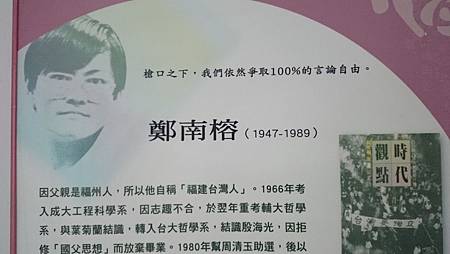 槍口之下，我們依然爭取100%的言論自由。
鄭南榕（1947-1989）
因父親是福州人，所以他自稱「福建台灣人」。1966年考
入成大工程科學系，因志趣不合，於翌年重考輔大哲學
系，與葉菊蘭結識，轉入台大哲學系，結識殷海光，因拒
修「國父思想」而放棄畢業。1980年幫周清玉助選，後以
時代
觀點